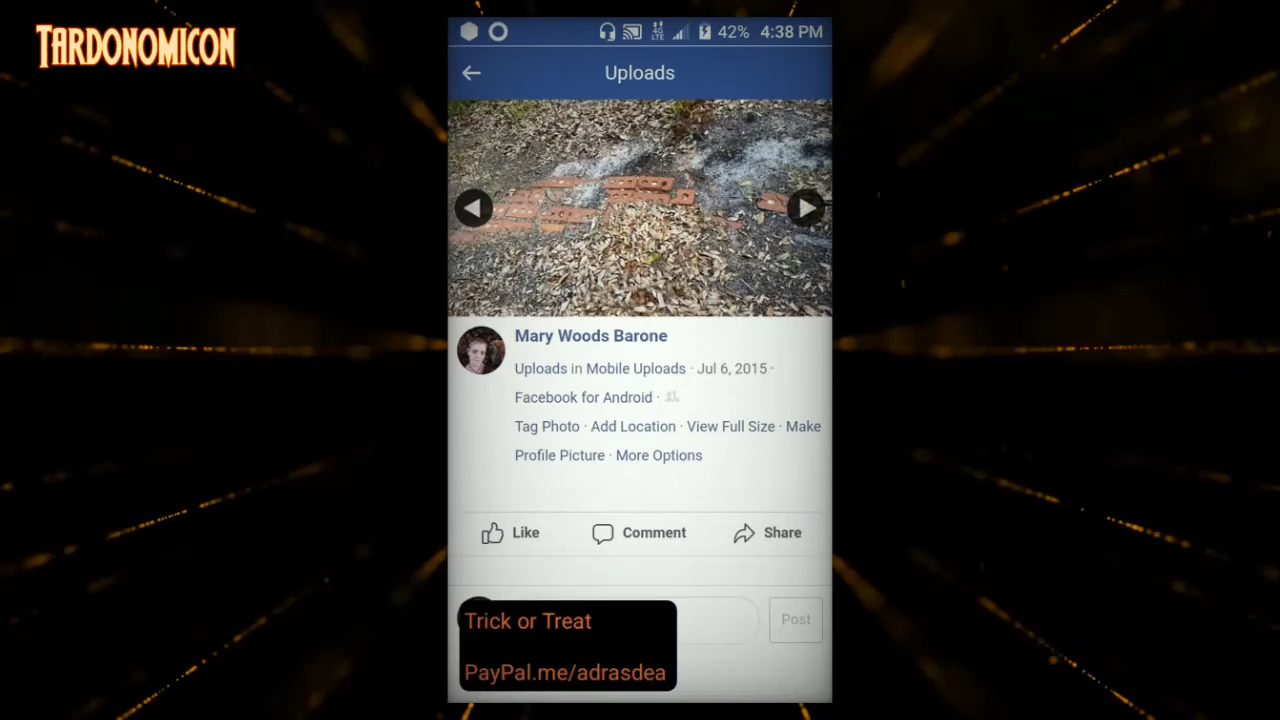 TARDONOMICON
4G LTE 42% 4:38 PM
Uploads
Mary Woods Barone
Uploads in Mobile Uploads · Jul 6, 2015 ·
Facebook for Android ·
Tag Photo · Add Location · View Full Size · Make
Profile Picture · More Options
Like Comment Share
Trick or Treat
Post
PayPal.me/adrasdea